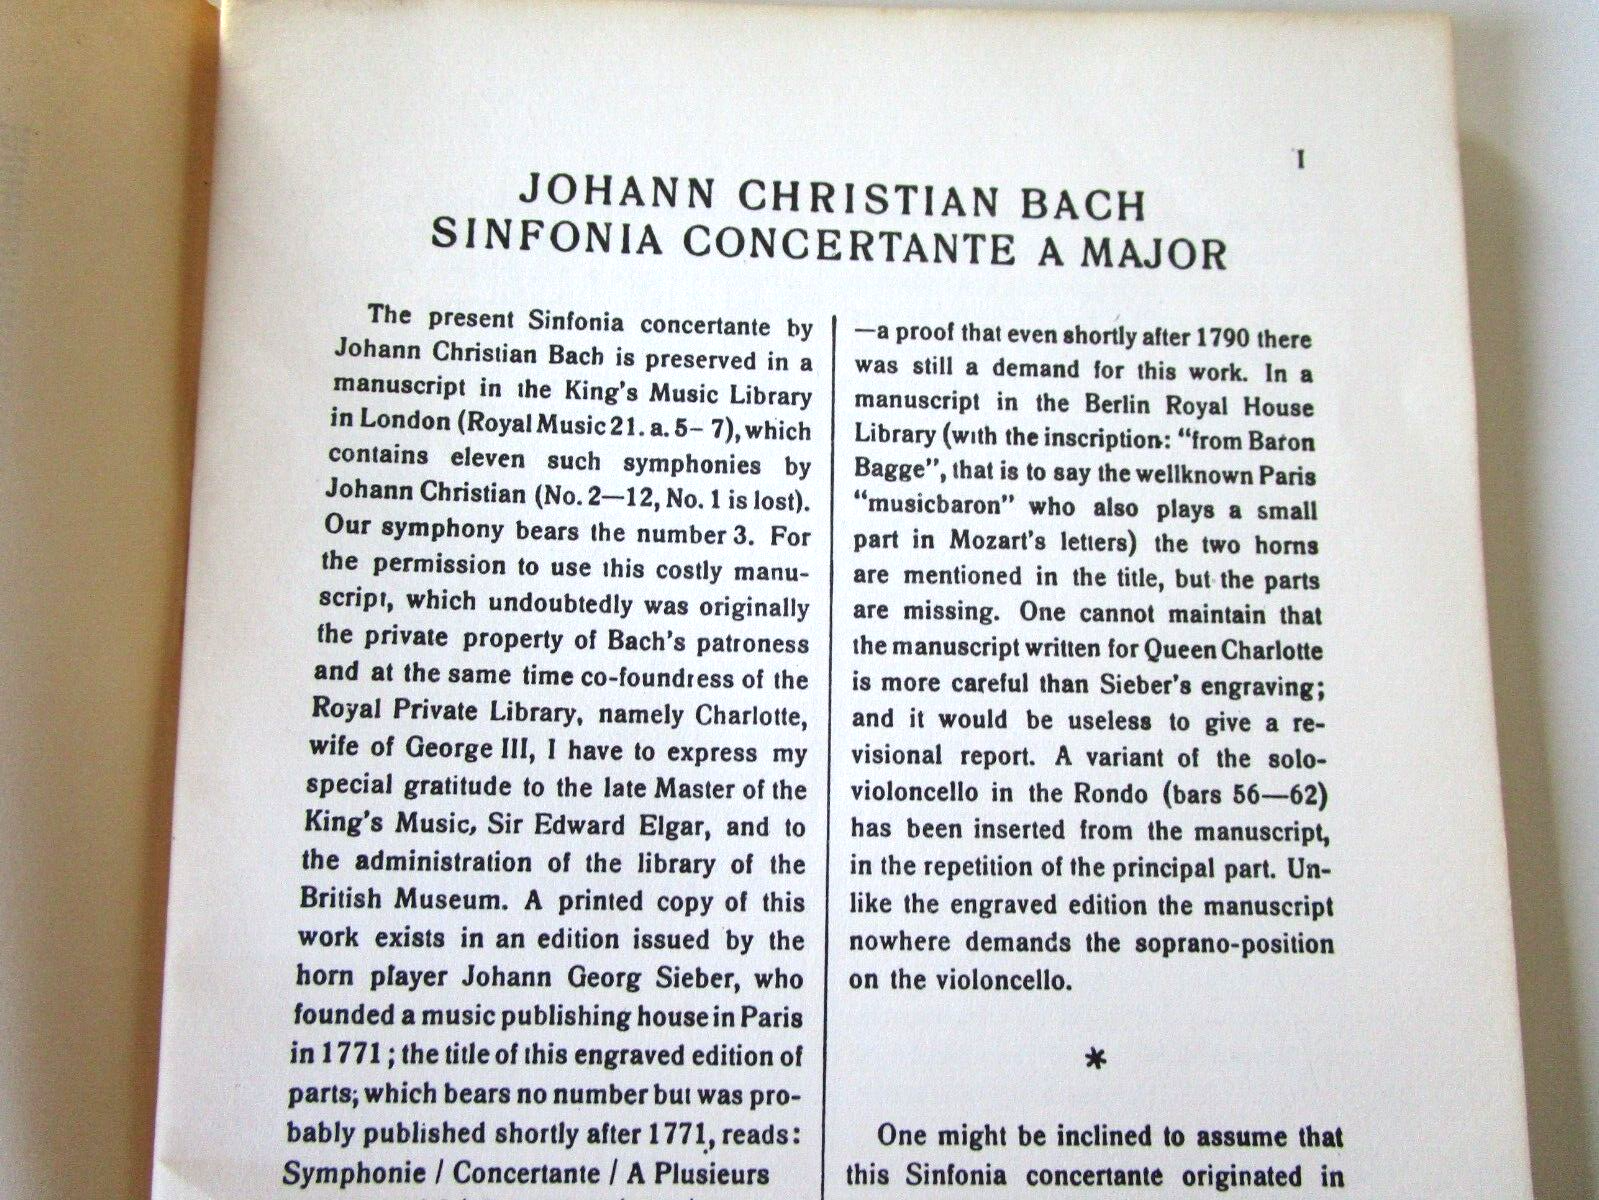 I
JOHANN CHRISTIAN BACH
SINFONIA CONCERTANTE A MAJOR
The present Sinfonia concertante by
Johann Christian Bach is preserved in a
manuscript in the King's Music Library
in London (Royal Music 21. a. 5– 7), which
contains eleven such symphonies by
Johann Christian (No. 2—12, No. 1 is lost).
Our symphony bears the number 3. For
the permission to use this costly manu-
script, which undoubtedly was originally
the private property of Bach's patroness
and at the same time co-foundress of the
Royal Private Library, namely Charlotte,
wife of George III, I have to express my
special gratitude to the late Master of the
King's Music, Sir Edward Elgar, and to
the administration of the library of the
British Museum. A printed copy of this
work exists in an edition issued by the
horn player Johann Georg Sieber, who
founded a music publishing house in Paris
in 1771 ; the title of this engraved edition of
parts; which bears no number but was pro-
bably published shortly after 1771, reads:
Symphonie / Concertante / A Plusieurs
—a proof that even shortly after 1790 there
was still a demand for this work. In a
manuscript in the Berlin Royal House
Library (with the inscription: "from Baron
Bagge", that is to say the wellknown Paris
"musicbaron" who also plays a small
part in Mozart's letters) the two horns
are mentioned in the title, but the parts
are missing. One cannot maintain that
the manuscript written for Queen Charlotte
is more careful than Sieber's engraving;
and it would be useless to give a re-
visional report. A variant of the solo-
violoncello in the Rondo (bars 56—62)
has been inserted from the manuscript,
in the repetition of the principal part. Un-
like the engraved edition the manuscript
nowhere demands the soprano-position
on the violoncello.
*
One might be inclined to assume that
this Sinfonia concertante originated in